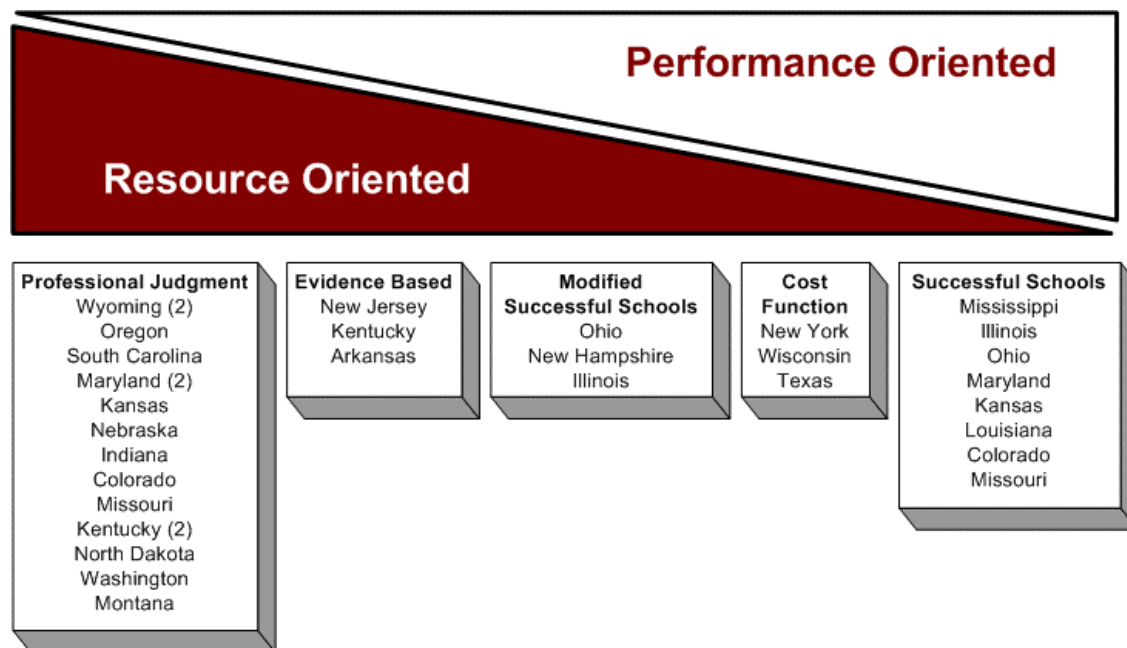 Performance Oriented
Resource Oriented
Professional Judgment
Wyoming (2)
Oregon
South Carolina
Maryland (2)
Kansas
Nebraska
Indiana
Colorado
Missouri
Kentucky (2)
North Dakota
Washington
Montana
Evidence Based
New Jersey
Kentucky
Arkansas
Modified
Successful Schools
Ohio
New Hampshire
Illinois
Cost
Function
New York
Wisconsin
Texas
Successful Schools
Mississippi
Illinois
Ohio
Maryland
Kansas
Louisiana
Colorado
Missouri